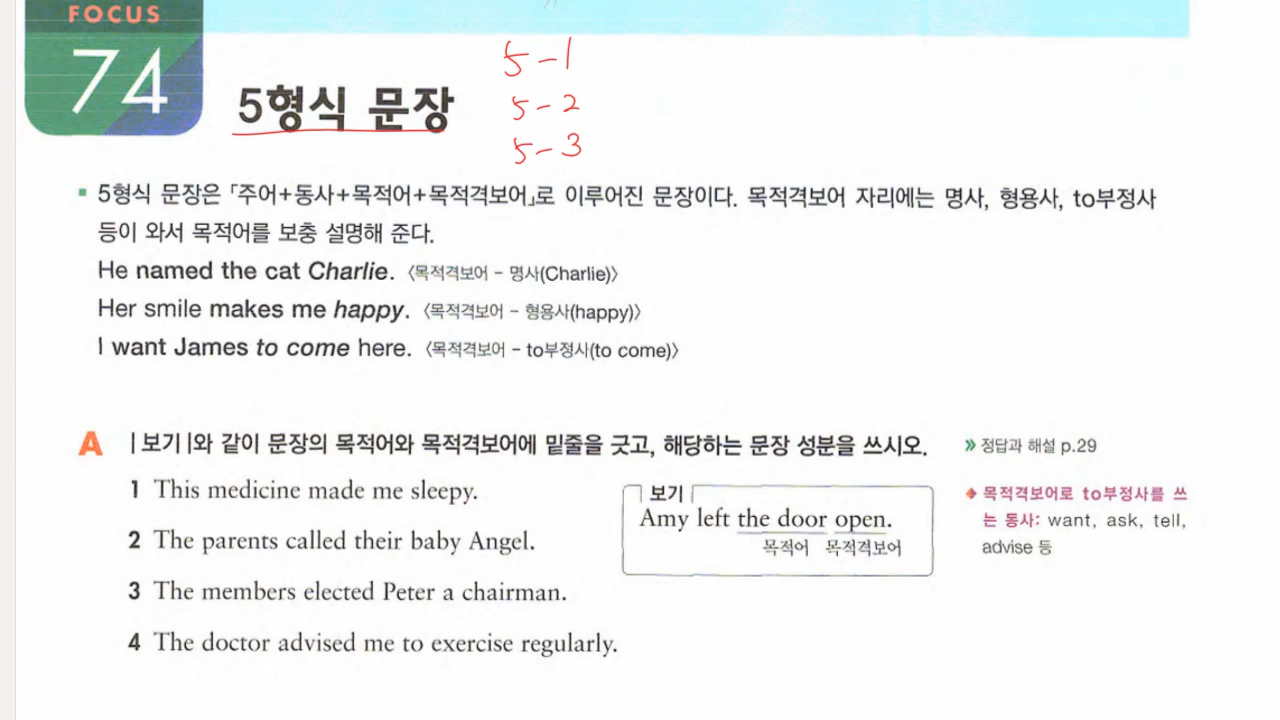 FOCUS
74
5형식 문장
5-1
5-2
5-3
▪ 5형식 문장은 「주어+동사+목적어+목적격보어」로 이루어진 문장이다. 목적격보어 자리에는 명사, 형용사, to부정사
등이 와서 목적어를 보충 설명해 준다.
He named the cat Charlie. 〈목적격보어 – 명사(Charlie)〉
Her smile makes me happy. 〈목적격보어 – 형용사(happy)〉
I want James to come here. 〈목적격보어 – to부정사(to come)〉
A |보기|와 같이 문장의 목적어와 목적격보어에 밑줄을 긋고, 해당하는 문장 성분을 쓰시오.
» 정답과 해설 p.29
1 This medicine made me sleepy.
2 The parents called their baby Angel.
3 The members elected Peter a chairman.
4 The doctor advised me to exercise regularly.
보기
Amy left the door open.
목적어 목적격보어
◆ 목적격보어로 to부정사를 쓰
는 동사: want, ask, tell,
advise 등